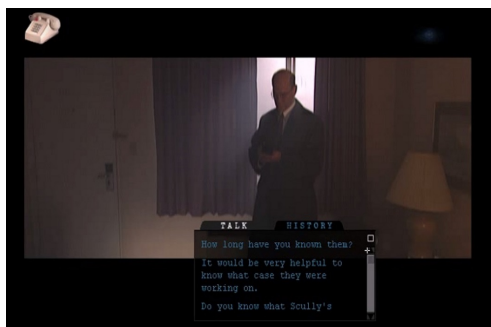 TALK HISTORY
How long have you known them?
It would be very helpful to
know what case they were
working on.
Do you know what Scully's